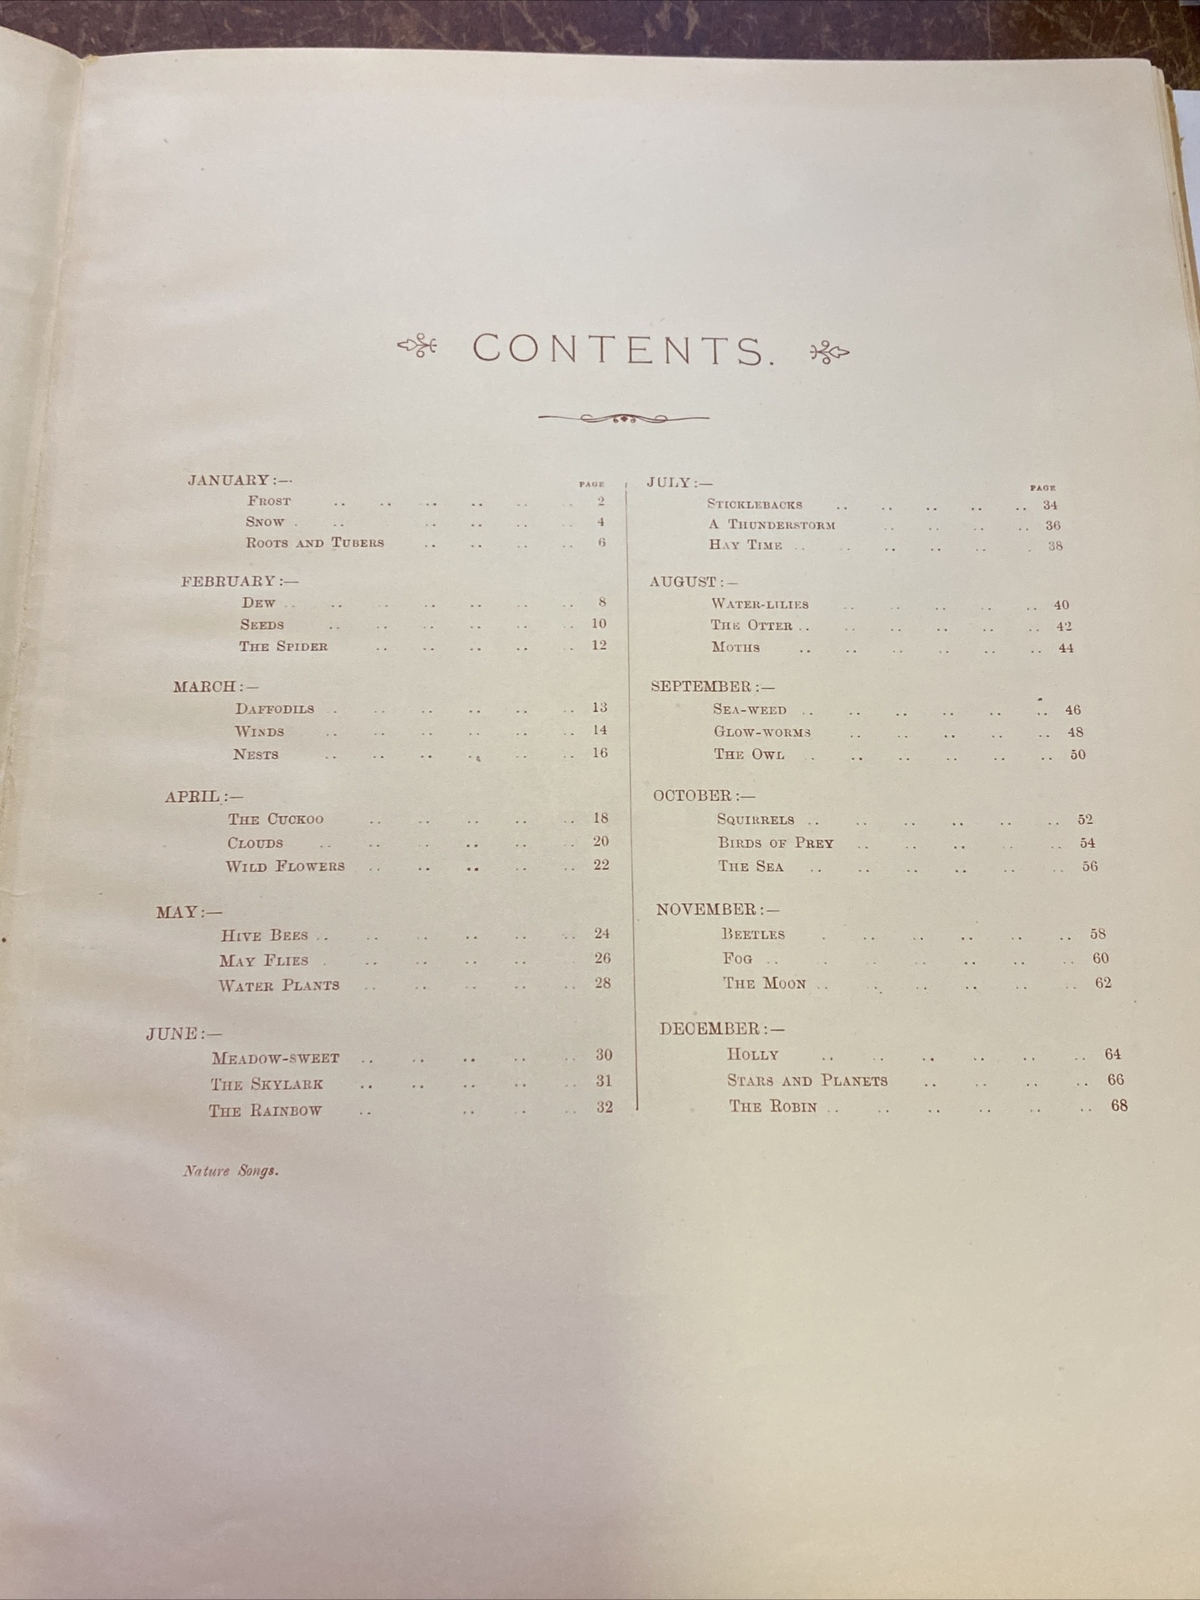 CONTENTS.
JANUARY:—
PAGE
Frost .. .. .. .. .. .. 2
Snow . .. .. .. .. .. 4
Roots and Tubers .. .. .. .. 6
FEBRUARY:—
Dew .. .. .. .. .. .. .. 8
Seeds .. .. .. .. .. .. 10
The Spider .. .. .. .. .. 12
MARCH:—
Daffodils .. .. .. .. .. .. 13
Winds .. .. .. .. .. .. 14
Nests .. .. .. .. .. .. 16
APRIL:—
The Cuckoo .. .. .. .. .. 18
Clouds .. .. .. .. .. .. 20
Wild Flowers .. .. .. .. .. 22
MAY:—
Hive Bees .. .. .. .. .. .. 24
May Flies . .. .. .. .. .. 26
Water Plants .. .. .. .. .. 28
JUNE:—
Meadow-sweet .. .. .. .. .. 30
The Skylark .. .. .. .. .. 31
The Rainbow .. .. .. .. 32
Nature Songs.
JULY:—
PAGE
Sticklebacks .. .. .. .. .. 34
A Thunderstorm .. .. .. .. 36
Hay Time .. .. .. .. .. . 38
AUGUST:—
Water-lilies .. .. .. .. .. 40
The Otter .. .. .. .. .. .. 42
Moths .. .. .. .. .. .. 44
SEPTEMBER:—
Sea-weed .. .. .. .. .. .. 46
Glow-worms .. .. .. .. .. 48
The Owl . .. .. .. .. .. 50
OCTOBER:—
Squirrels .. .. .. .. .. .. 52
Birds of Prey .. .. .. .. .. 54
The Sea .. .. .. .. .. .. 56
NOVEMBER:—
Beetles . .. .. .. .. .. 58
Fog .. . .. .. .. .. .. 60
The Moon .. .. .. .. .. .. 62
DECEMBER:—
Holly .. .. .. .. .. .. 64
Stars and Planets .. .. .. .. 66
The Robin .. .. .. .. .. .. 68